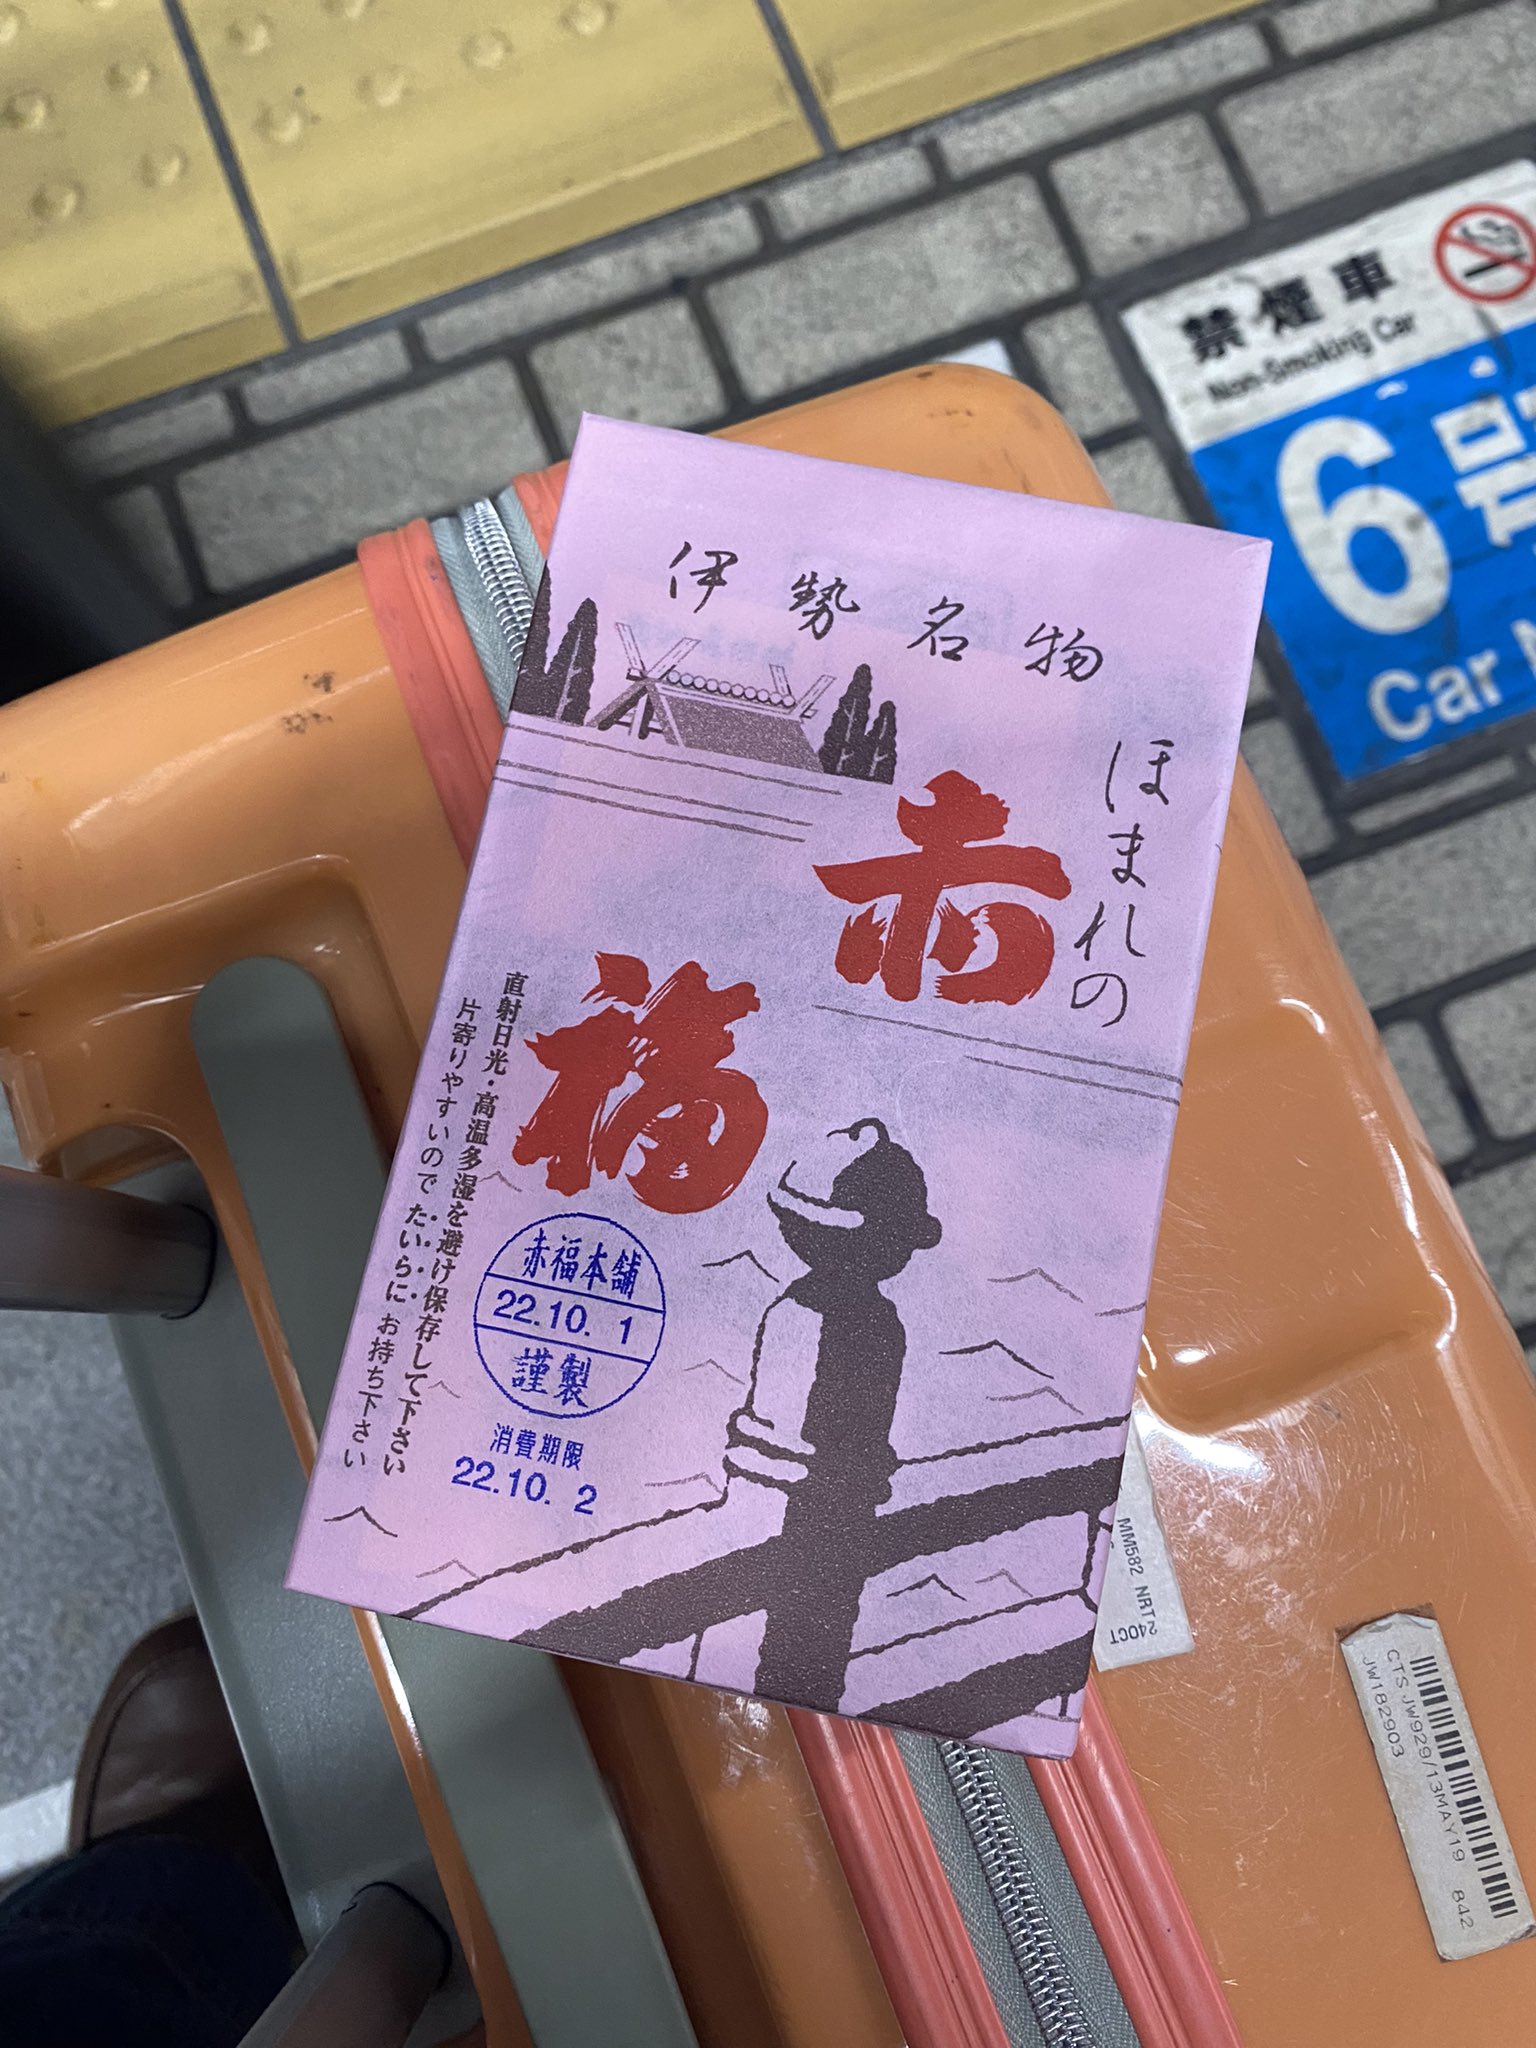 禁煙車
Non-Smoking Car
6号
Car
伊勢名物
ほまれの
赤福
直射日光・高温多湿を避け保存して下さい
片寄りやすいので たいらに お持ち下さい
赤福本舗
22.10. 1
謹製
消費期限
22.10. 2
MM582 NRT
24OCT
CTS JW929/13MAY19 842
JW182903